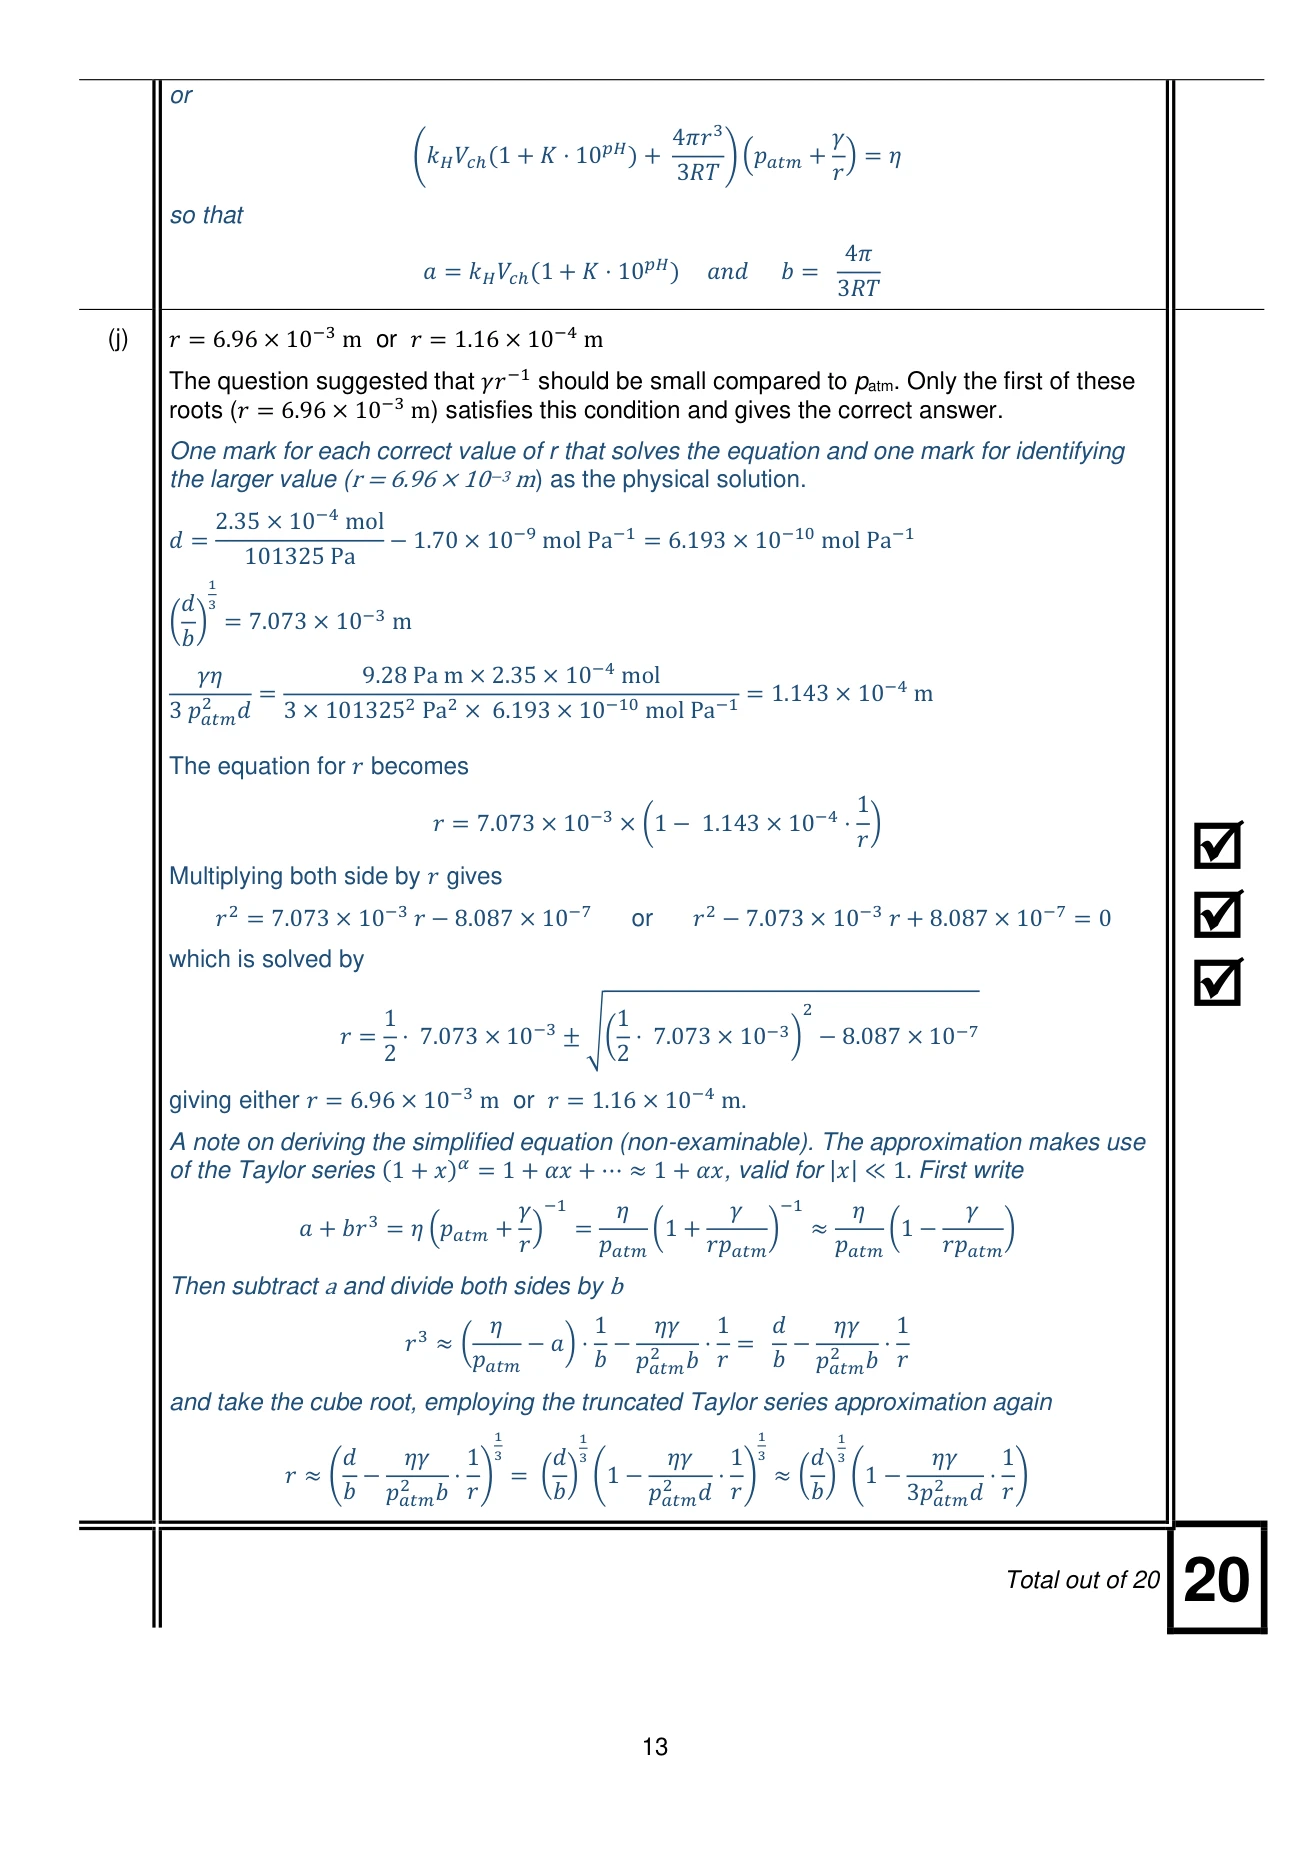 or
(k_H V_ch(1 + K · 10^pH) + 4πr³/3RT)(p_atm + γ/r) = η
so that
a = k_H V_ch(1 + K · 10^pH) and b = 4π/3RT
(j) r = 6.96 × 10⁻³ m or r = 1.16 × 10⁻⁴ m
The question suggested that γr⁻¹ should be small compared to p_atm. Only the first of these
roots (r = 6.96 × 10⁻³ m) satisfies this condition and gives the correct answer.
One mark for each correct value of r that solves the equation and one mark for identifying
the larger value (r = 6.96 × 10⁻³ m) as the physical solution.
d = 2.35 × 10⁻⁴ mol / 101325 Pa − 1.70 × 10⁻⁹ mol Pa⁻¹ = 6.193 × 10⁻¹⁰ mol Pa⁻¹
(d/b)^(1/3) = 7.073 × 10⁻³ m
γη / 3 p²_atm d = 9.28 Pa m × 2.35 × 10⁻⁴ mol / 3 × 101325² Pa² × 6.193 × 10⁻¹⁰ mol Pa⁻¹ = 1.143 × 10⁻⁴ m
The equation for r becomes
r = 7.073 × 10⁻³ × (1 − 1.143 × 10⁻⁴ · 1/r)
Multiplying both side by r gives
r² = 7.073 × 10⁻³ r − 8.087 × 10⁻⁷ or r² − 7.073 × 10⁻³ r + 8.087 × 10⁻⁷ = 0
which is solved by
r = 1/2 · 7.073 × 10⁻³ ± √((1/2 · 7.073 × 10⁻³)² − 8.087 × 10⁻⁷)
giving either r = 6.96 × 10⁻³ m or r = 1.16 × 10⁻⁴ m.
A note on deriving the simplified equation (non-examinable). The approximation makes use
of the Taylor series (1 + x)^α = 1 + αx + ⋯ ≈ 1 + αx, valid for |x| ≪ 1. First write
a + br³ = η(p_atm + γ/r)⁻¹ = η/p_atm (1 + γ/rp_atm)⁻¹ ≈ η/p_atm (1 − γ/rp_atm)
Then subtract a and divide both sides by b
r³ ≈ (η/p_atm − a) · 1/b − ηγ/p²_atm b · 1/r = d/b − ηγ/p²_atm b · 1/r
and take the cube root, employing the truncated Taylor series approximation again
r ≈ (d/b − ηγ/p²_atm b · 1/r)^(1/3) = (d/b)^(1/3) (1 − ηγ/p²_atm d · 1/r)^(1/3) ≈ (d/b)^(1/3) (1 − ηγ/3p²_atm d · 1/r)
Total out of 20 20
13